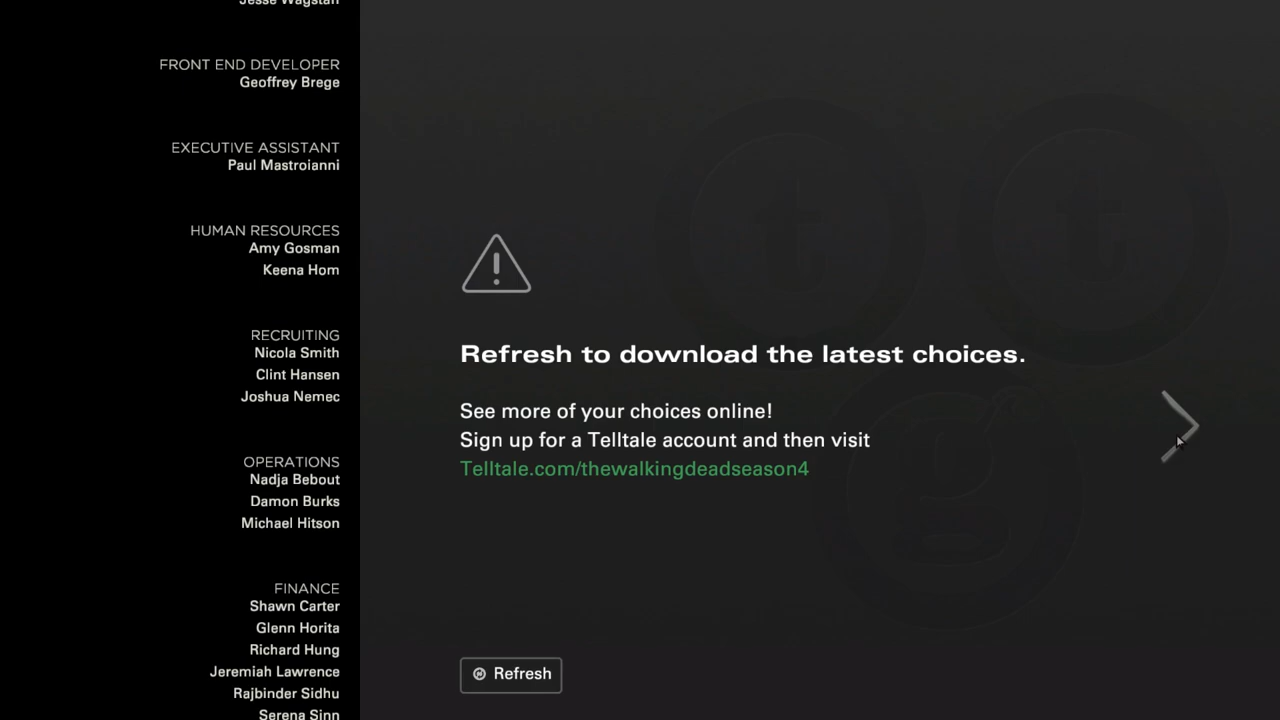 Jesse Wagstaff
FRONT END DEVELOPER
Geoffrey Brege
EXECUTIVE ASSISTANT
Paul Mastroianni
HUMAN RESOURCES
Amy Gosman
Keena Hom
RECRUITING
Nicola Smith
Clint Hansen
Joshua Nemec
OPERATIONS
Nadja Bebout
Damon Burks
Michael Hitson
FINANCE
Shawn Carter
Glenn Horita
Richard Hung
Jeremiah Lawrence
Rajbinder Sidhu
Serena Sinn
t t
g
Refresh to download the latest choices.
See more of your choices online!
Sign up for a Telltale account and then visit
Telltale.com/thewalkingdeadseason4
Refresh